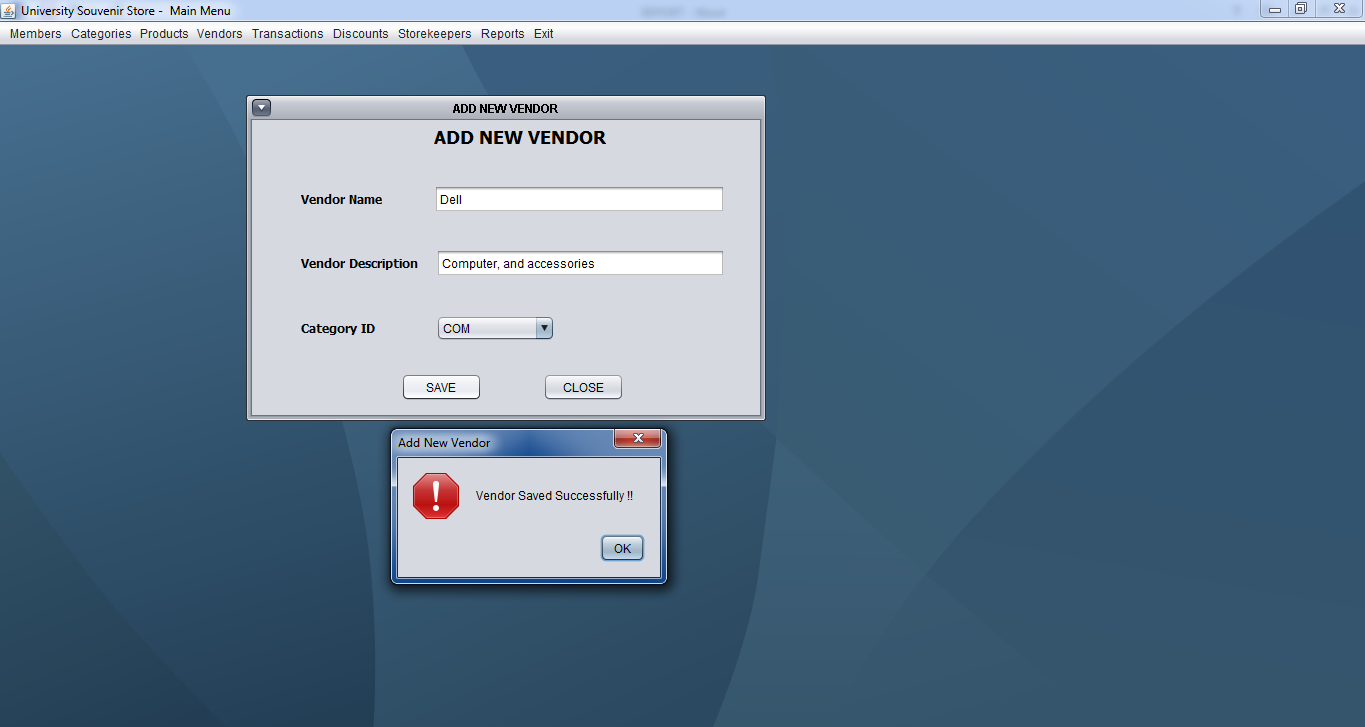 University Souvenir Store -  Main Menu
Members Categories Products Vendors Transactions Discounts Storekeepers Reports Exit
ADD NEW VENDOR
ADD NEW VENDOR
Vendor Name Dell
Vendor Description Computer, and accessories
Category ID COM
SAVE CLOSE
Add New Vendor
Vendor Saved Successfully !!
OK